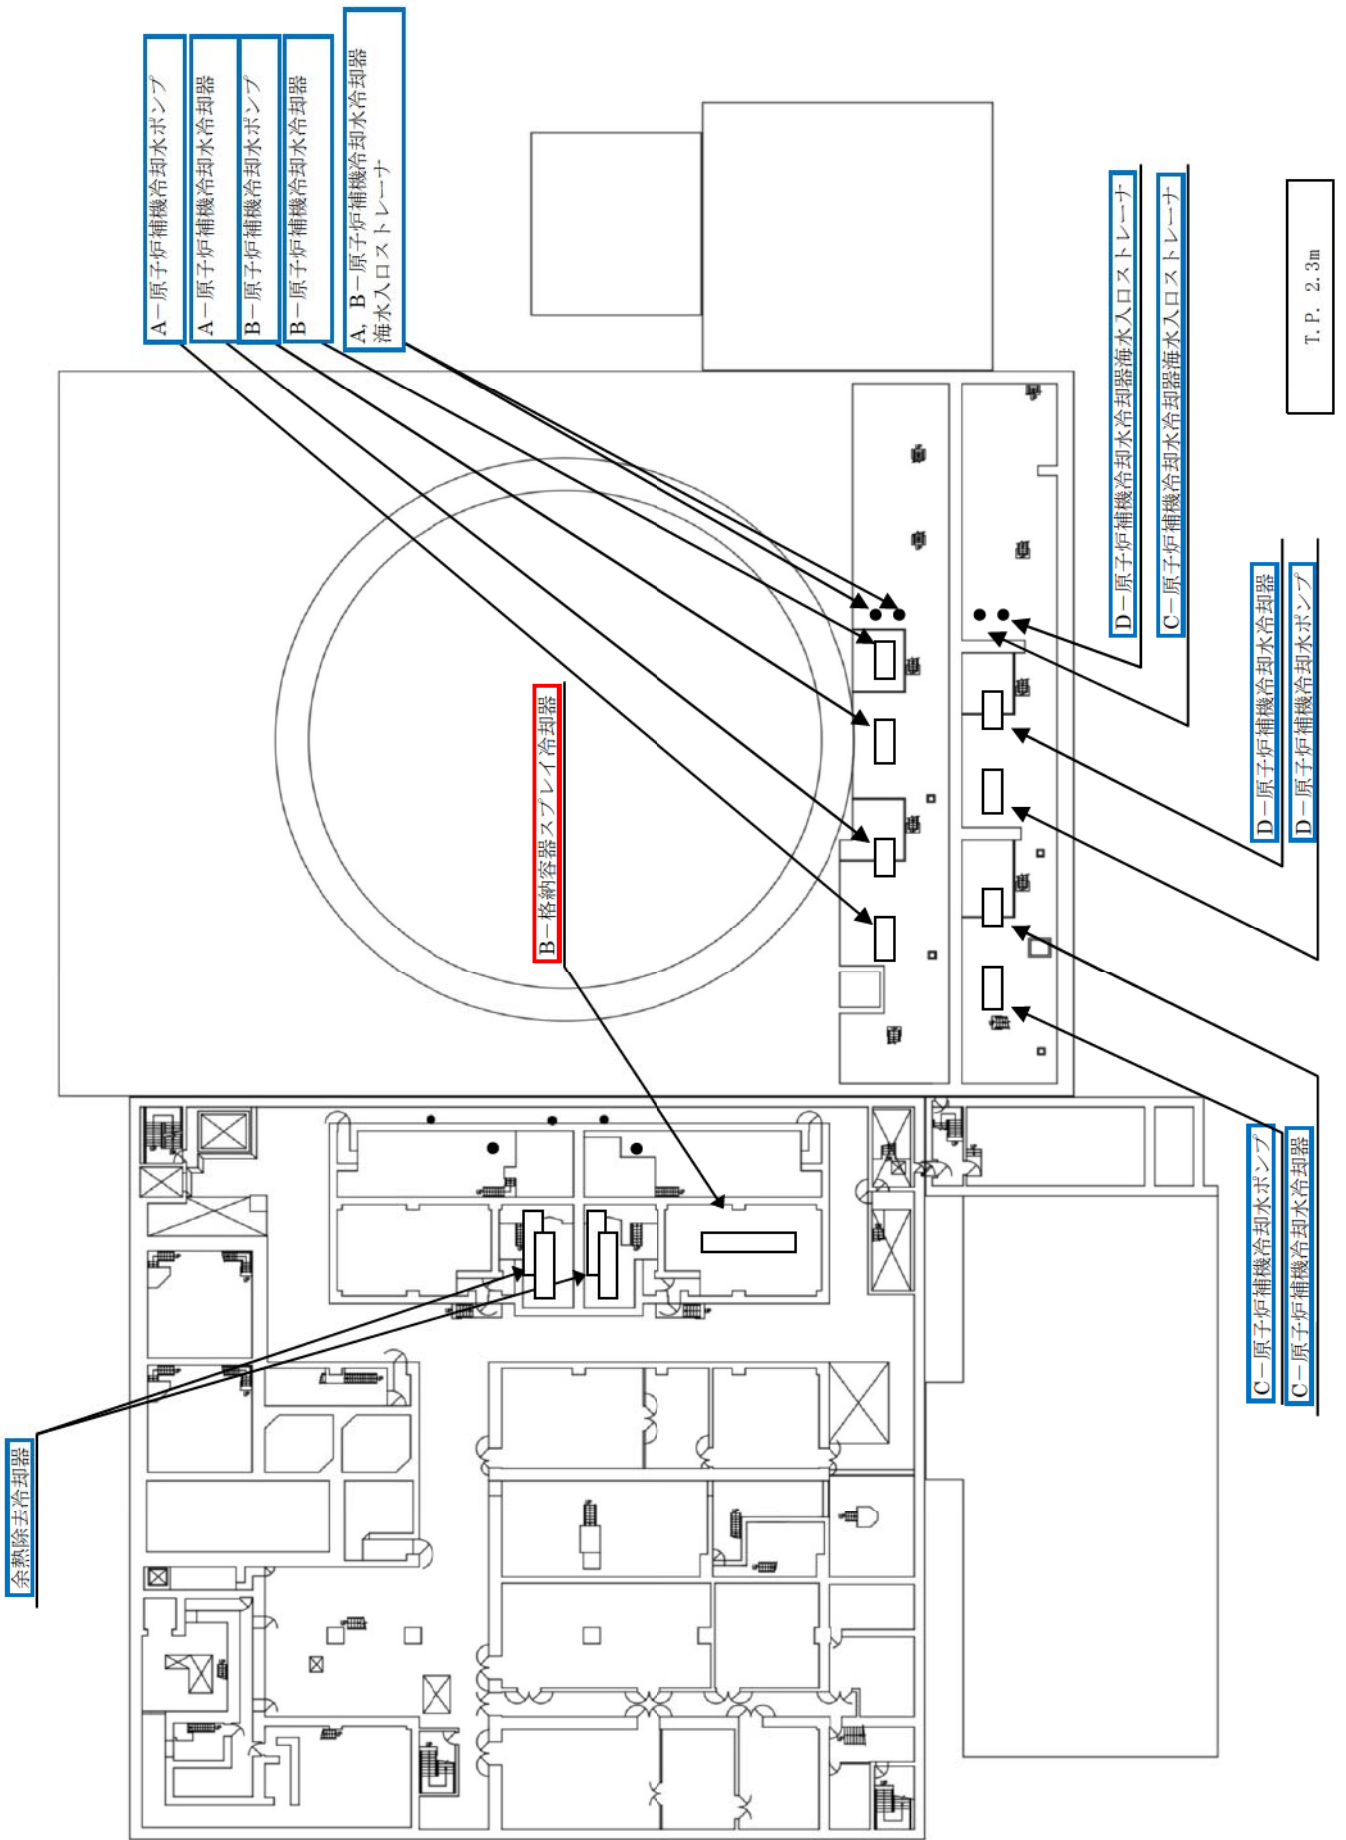 A－原子炉補機冷却水ポンプ
A－原子炉補機冷却水冷却器
B－原子炉補機冷却水ポンプ
B－原子炉補機冷却水冷却器
A，B－原子炉補機冷却水冷却器
海水入口ストレーナ
D－原子炉補機冷却水冷却器海水入口ストレーナ
C－原子炉補機冷却水冷却器海水入口ストレーナ
T.P. 2.3m
D－原子炉補機冷却水冷却器
D－原子炉補機冷却水ポンプ
B－格納容器スプレイ冷却器
C－原子炉補機冷却水ポンプ
C－原子炉補機冷却水冷却器
余熱除去冷却器